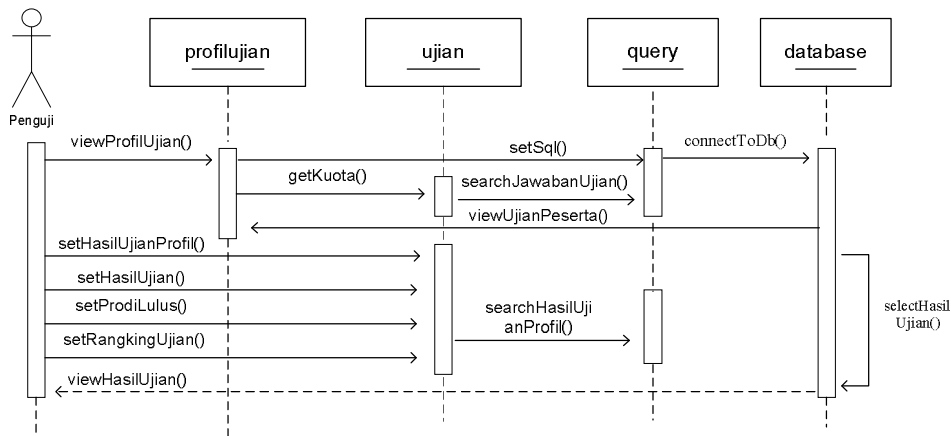 profilujian
ujian
query
database
Penguji
viewProfilUjian()
setSql()
connectToDb()
getKuota()
searchJawabanUjian()
viewUjianPeserta()
setHasilUjianProfil()
setHasilUjian()
setProdiLulus()
searchHasilUji
anProfil()
selectHasil
Ujian()
setRangkingUjian()
viewHasilUjian()